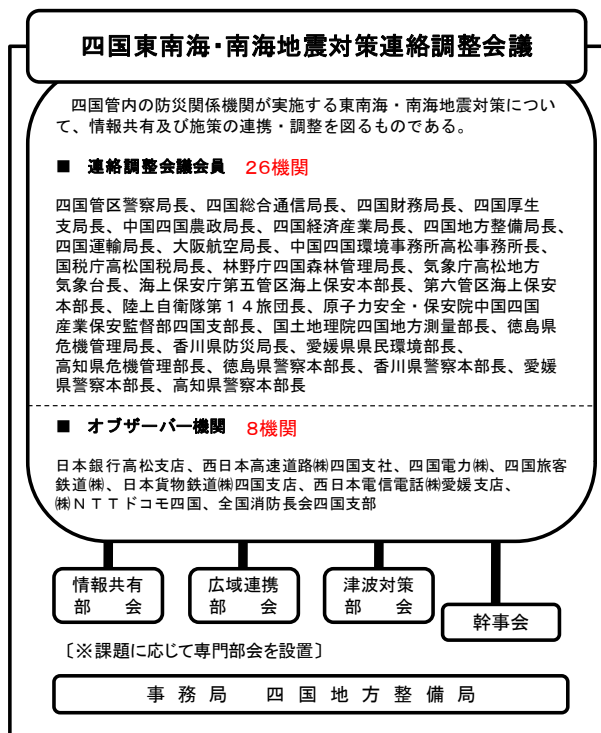 四国東南海・南海地震対策連絡調整会議
四国管内の防災関係機関が実施する東南海・南海地震対策につい
て、情報共有及び施策の連携・調整を図るものである。
■ 連絡調整会議会員 26機関
四国管区警察局長、四国総合通信局長、四国財務局長、四国厚生
支局長、中国四国農政局長、四国経済産業局長、四国地方整備局長、
四国運輸局長、大阪航空局長、中国四国環境事務所高松事務所長、
国税庁高松国税局長、林野庁四国森林管理局長、気象庁高松地方
気象台長、海上保安庁第五管区海上保安本部長、第六管区海上保安
本部長、陸上自衛隊第１４旅団長、原子力安全・保安院中国四国
産業保安監督部四国支部長、国土地理院四国地方測量部長、徳島県
危機管理局長、香川県防災局長、愛媛県県民環境部長、
高知県危機管理部長、徳島県警察本部長、香川県警察本部長、愛媛
県警察本部長、高知県警察本部長
■ オブザーバー機関 8機関
日本銀行高松支店、西日本高速道路㈱四国支社、四国電力㈱、四国旅客
鉄道㈱、日本貨物鉄道㈱四国支店、西日本電信電話㈱愛媛支店、
㈱ＮＴＴドコモ四国、全国消防長会四国支部
情報共有
部　会
広域連携
部　会
津波対策
部　会
幹事会
〔※課題に応じて専門部会を設置〕
事務局　四国地方整備局